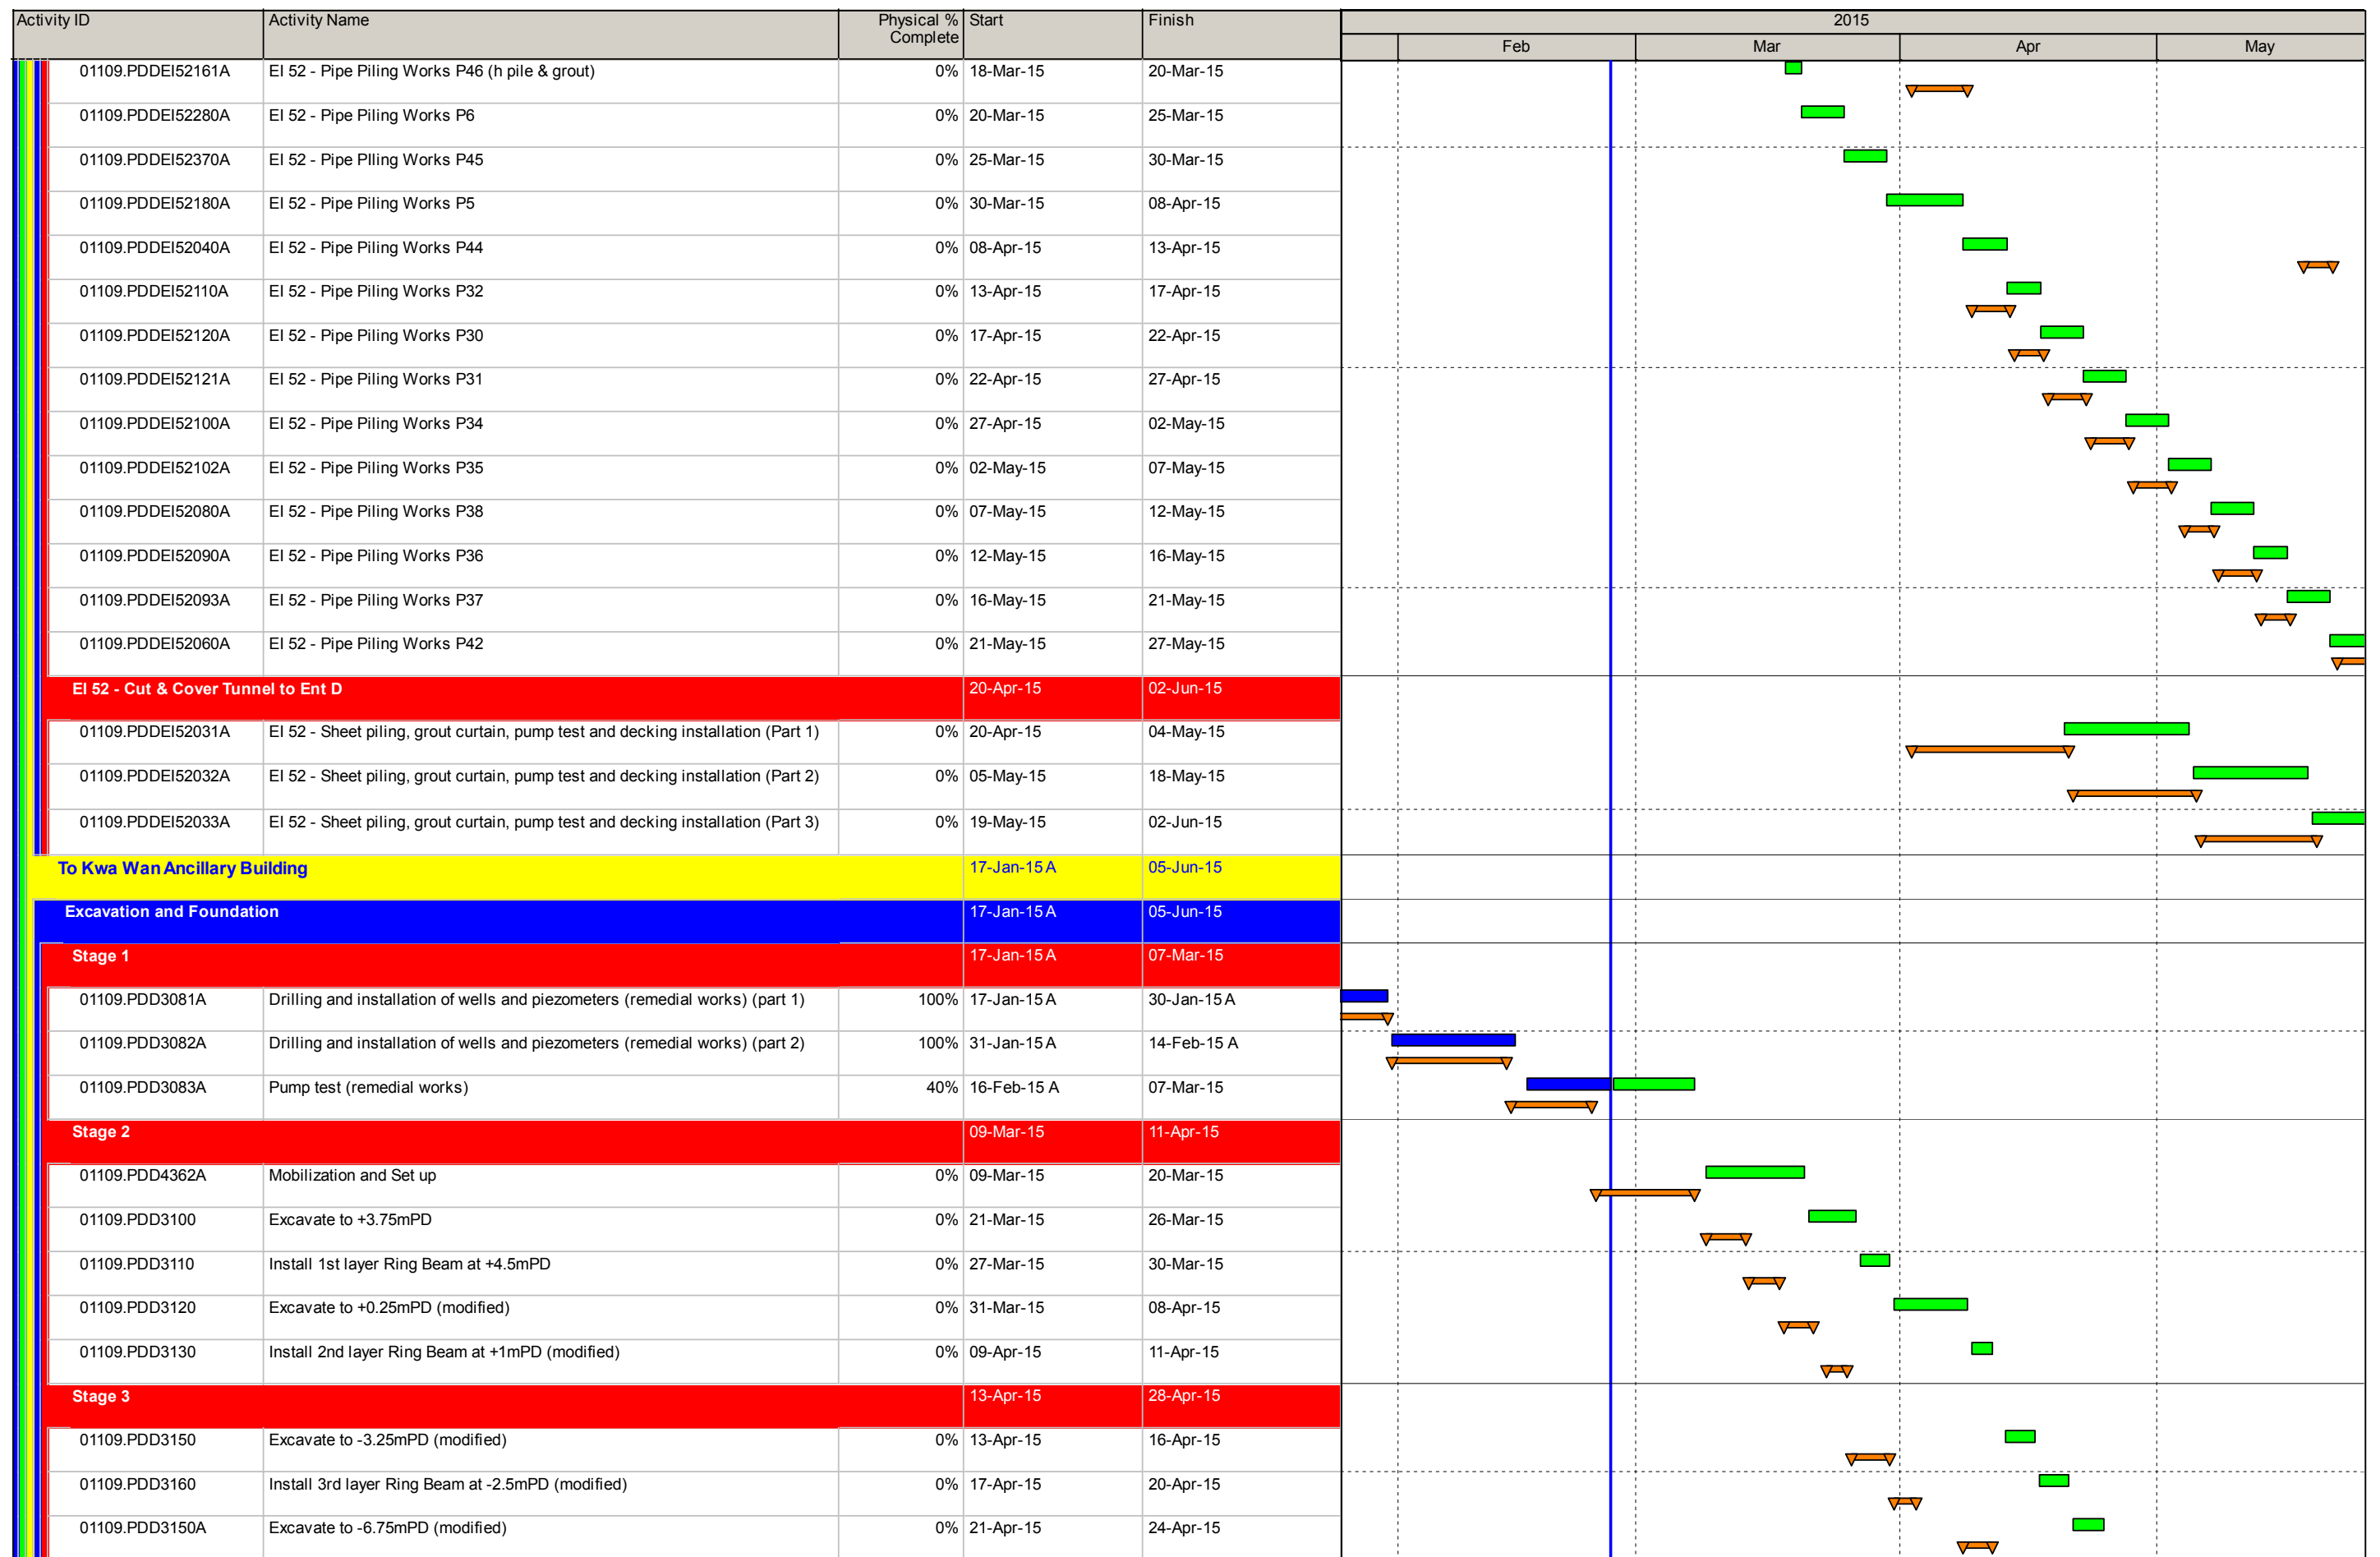 Activity ID Activity Name Physical % Complete Start Finish 2015
Feb Mar Apr May
01109.PDDEI52161A EI 52 - Pipe Piling Works P46 (h pile & grout) 0% 18-Mar-15 20-Mar-15
01109.PDDEI52280A EI 52 - Pipe Piling Works P6 0% 20-Mar-15 25-Mar-15
01109.PDDEI52370A EI 52 - Pipe PIling Works P45 0% 25-Mar-15 30-Mar-15
01109.PDDEI52180A EI 52 - Pipe Piling Works P5 0% 30-Mar-15 08-Apr-15
01109.PDDEI52040A EI 52 - Pipe Piling Works P44 0% 08-Apr-15 13-Apr-15
01109.PDDEI52110A EI 52 - Pipe Piling Works P32 0% 13-Apr-15 17-Apr-15
01109.PDDEI52120A EI 52 - Pipe Piling Works P30 0% 17-Apr-15 22-Apr-15
01109.PDDEI52121A EI 52 - Pipe Piling Works P31 0% 22-Apr-15 27-Apr-15
01109.PDDEI52100A EI 52 - Pipe Piling Works P34 0% 27-Apr-15 02-May-15
01109.PDDEI52102A EI 52 - Pipe Piling Works P35 0% 02-May-15 07-May-15
01109.PDDEI52080A EI 52 - Pipe Piling Works P38 0% 07-May-15 12-May-15
01109.PDDEI52090A EI 52 - Pipe Piling Works P36 0% 12-May-15 16-May-15
01109.PDDEI52093A EI 52 - Pipe Piling Works P37 0% 16-May-15 21-May-15
01109.PDDEI52060A EI 52 - Pipe Piling Works P42 0% 21-May-15 27-May-15
EI 52 - Cut & Cover Tunnel to Ent D 20-Apr-15 02-Jun-15
01109.PDDEI52031A EI 52 - Sheet piling, grout curtain, pump test and decking installation (Part 1) 0% 20-Apr-15 04-May-15
01109.PDDEI52032A EI 52 - Sheet piling, grout curtain, pump test and decking installation (Part 2) 0% 05-May-15 18-May-15
01109.PDDEI52033A EI 52 - Sheet piling, grout curtain, pump test and decking installation (Part 3) 0% 19-May-15 02-Jun-15
To Kwa Wan Ancillary Building 17-Jan-15 A 05-Jun-15
Excavation and Foundation 17-Jan-15 A 05-Jun-15
Stage 1 17-Jan-15 A 07-Mar-15
01109.PDD3081A Drilling and installation of wells and piezometers (remedial works) (part 1) 100% 17-Jan-15 A 30-Jan-15 A
01109.PDD3082A Drilling and installation of wells and piezometers (remedial works) (part 2) 100% 31-Jan-15 A 14-Feb-15 A
01109.PDD3083A Pump test (remedial works) 40% 16-Feb-15 A 07-Mar-15
Stage 2 09-Mar-15 11-Apr-15
01109.PDD4362A Mobilization and Set up 0% 09-Mar-15 20-Mar-15
01109.PDD3100 Excavate to +3.75mPD 0% 21-Mar-15 26-Mar-15
01109.PDD3110 Install 1st layer Ring Beam at +4.5mPD 0% 27-Mar-15 30-Mar-15
01109.PDD3120 Excavate to +0.25mPD (modified) 0% 31-Mar-15 08-Apr-15
01109.PDD3130 Install 2nd layer Ring Beam at +1mPD (modified) 0% 09-Apr-15 11-Apr-15
Stage 3 13-Apr-15 28-Apr-15
01109.PDD3150 Excavate to -3.25mPD (modified) 0% 13-Apr-15 16-Apr-15
01109.PDD3160 Install 3rd layer Ring Beam at -2.5mPD (modified) 0% 17-Apr-15 20-Apr-15
01109.PDD3150A Excavate to -6.75mPD (modified) 0% 21-Apr-15 24-Apr-15